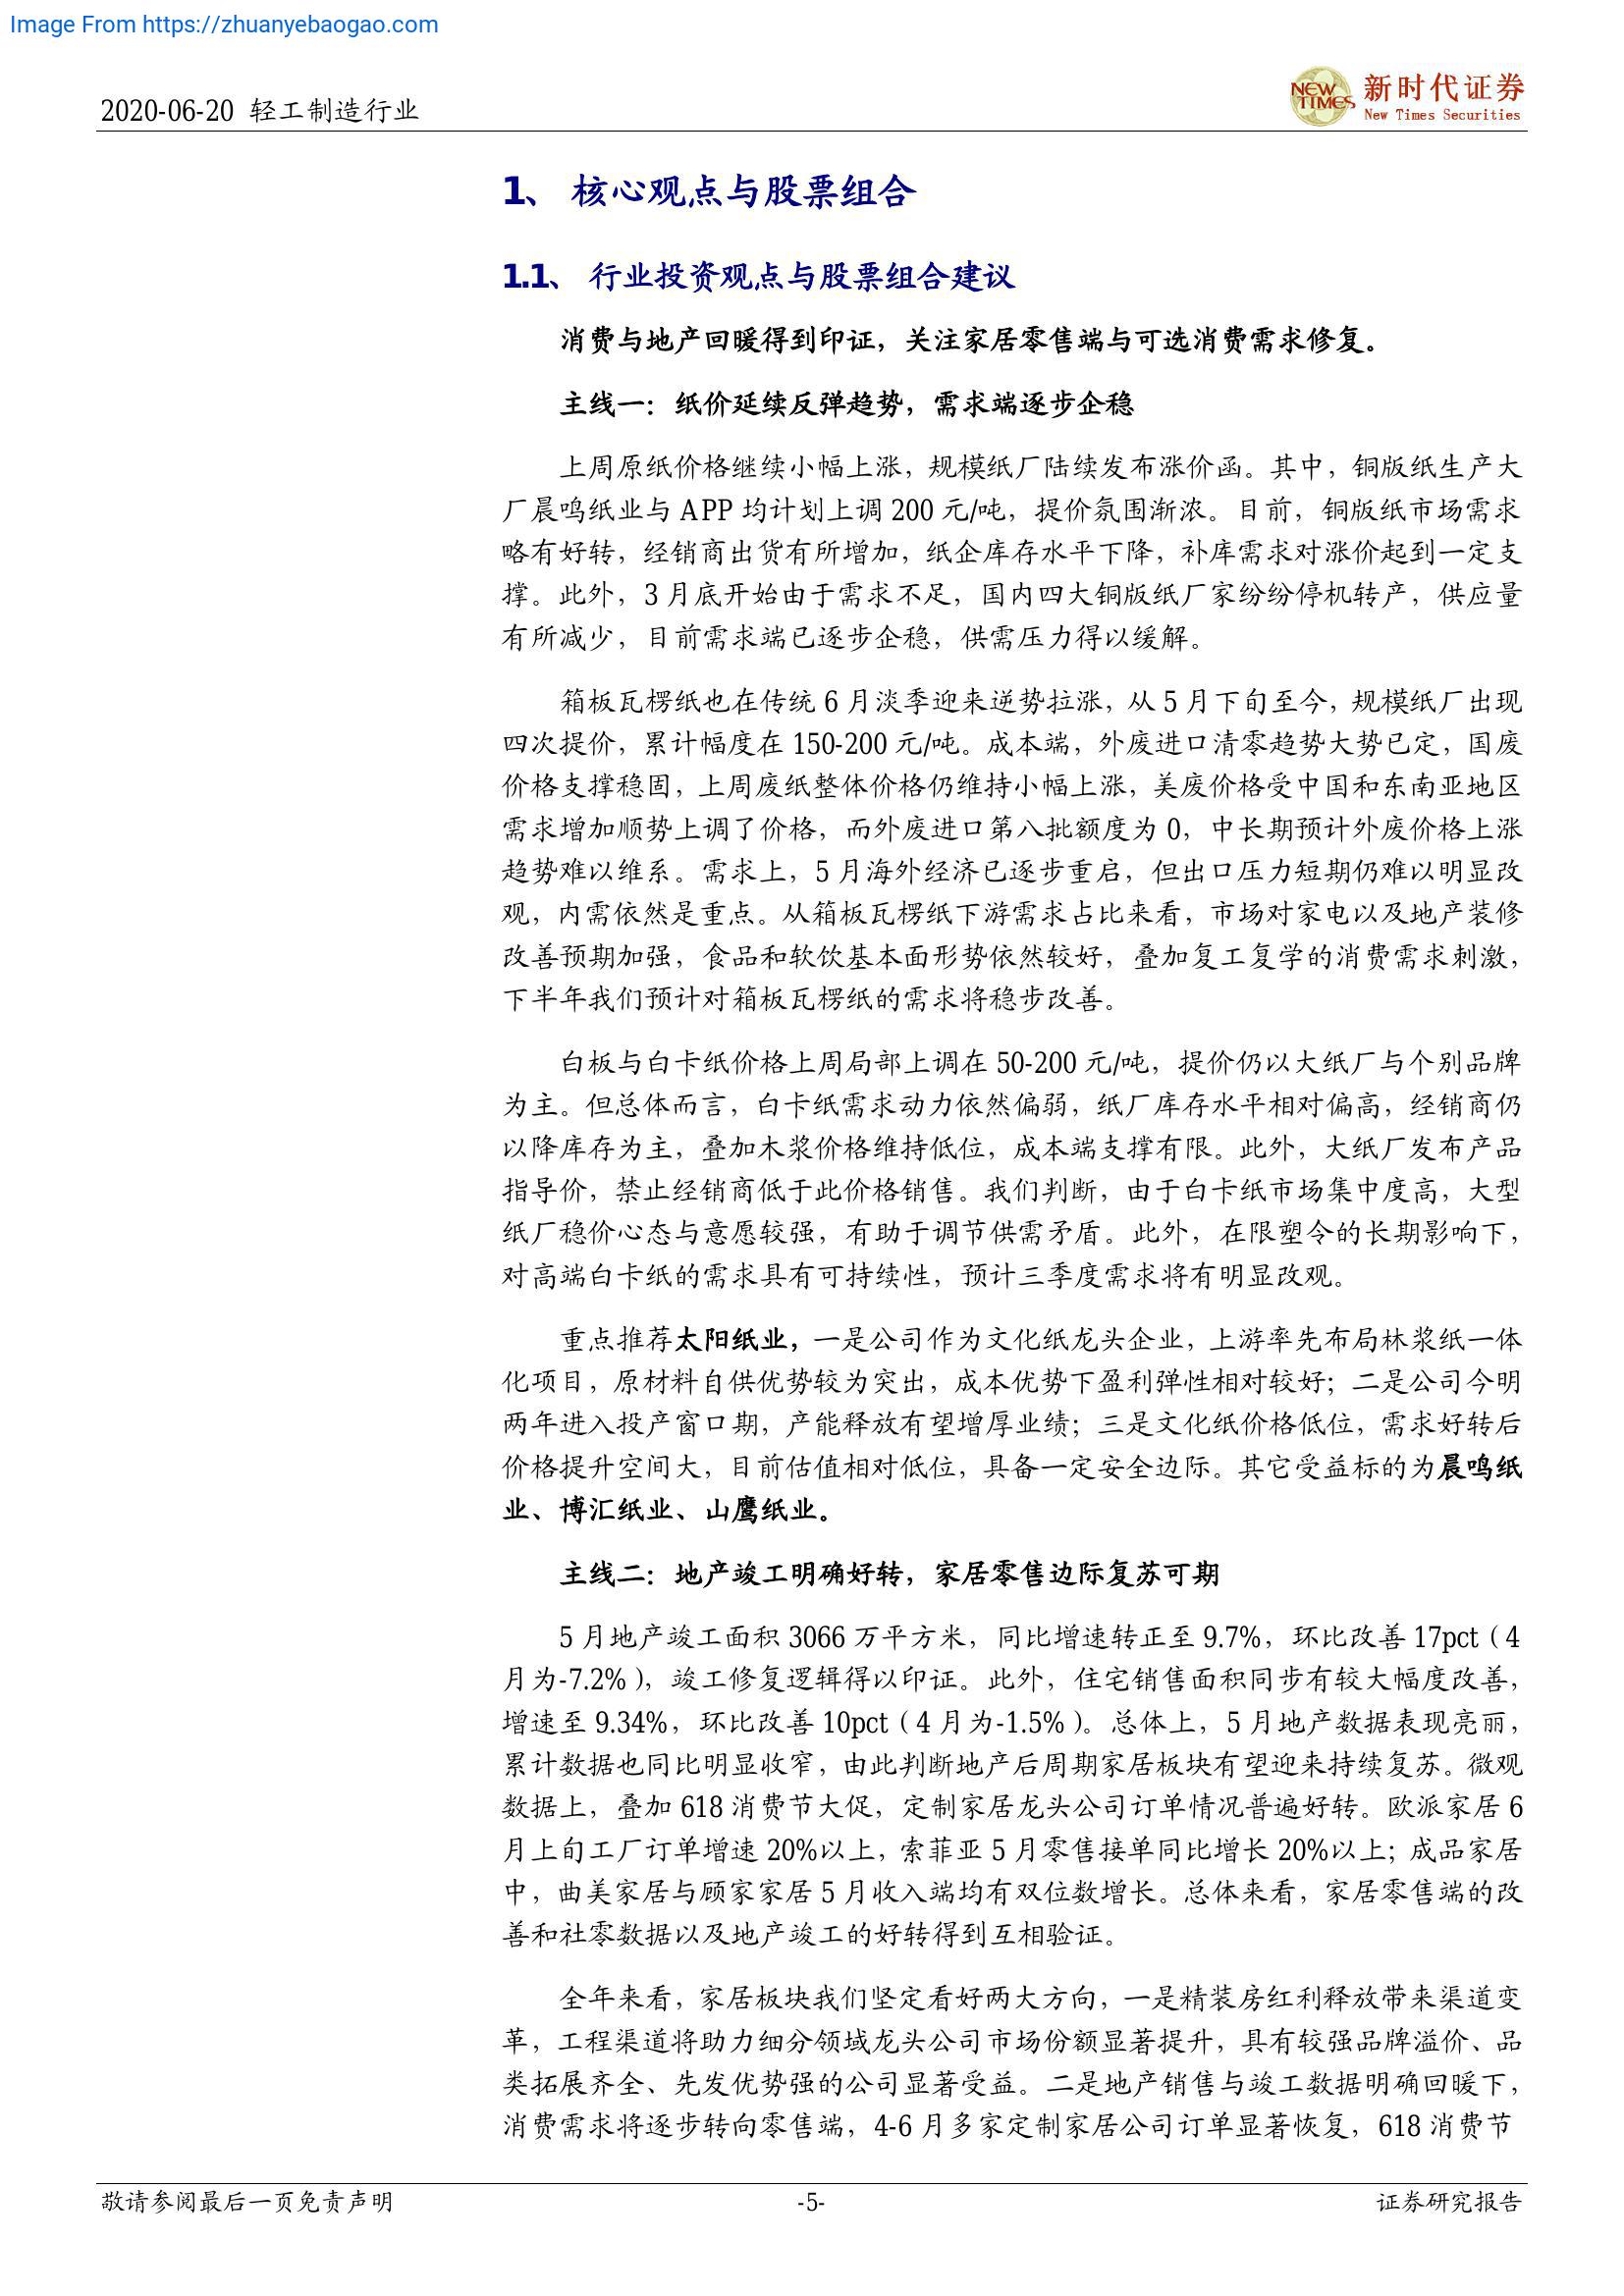 Image From https://zhuanyebaogao.com
2020-06-20 轻工制造行业
NEW TIMES 新时代证券
New Times Securities
1、 核心观点与股票组合
1.1、 行业投资观点与股票组合建议
消费与地产回暖得到印证，关注家居零售端与可选消费需求修复。
主线一：纸价延续反弹趋势，需求端逐步企稳
上周原纸价格继续小幅上涨，规模纸厂陆续发布涨价函。其中，铜版纸生产大
厂晨鸣纸业与 APP 均计划上调 200 元/吨，提价氛围渐浓。目前，铜版纸市场需求
略有好转，经销商出货有所增加，纸企库存水平下降，补库需求对涨价起到一定支
撑。此外，3 月底开始由于需求不足，国内四大铜版纸厂家纷纷停机转产，供应量
有所减少，目前需求端已逐步企稳，供需压力得以缓解。
箱板瓦楞纸也在传统 6 月淡季迎来逆势拉涨，从 5 月下旬至今，规模纸厂出现
四次提价，累计幅度在 150-200 元/吨。成本端，外废进口清零趋势大势已定，国废
价格支撑稳固，上周废纸整体价格仍维持小幅上涨，美废价格受中国和东南亚地区
需求增加顺势上调了价格，而外废进口第八批额度为 0，中长期预计外废价格上涨
趋势难以维系。需求上，5 月海外经济已逐步重启，但出口压力短期仍难以明显改
观，内需依然是重点。从箱板瓦楞纸下游需求占比来看，市场对家电以及地产装修
改善预期加强，食品和软饮基本面形势依然较好，叠加复工复学的消费需求刺激，
下半年我们预计对箱板瓦楞纸的需求将稳步改善。
白板与白卡纸价格上周局部上调在 50-200 元/吨，提价仍以大纸厂与个别品牌
为主。但总体而言，白卡纸需求动力依然偏弱，纸厂库存水平相对偏高，经销商仍
以降库存为主，叠加木浆价格维持低位，成本端支撑有限。此外，大纸厂发布产品
指导价，禁止经销商低于此价格销售。我们判断，由于白卡纸市场集中度高，大型
纸厂稳价心态与意愿较强，有助于调节供需矛盾。此外，在限塑令的长期影响下，
对高端白卡纸的需求具有可持续性，预计三季度需求将有明显改观。
重点推荐太阳纸业，一是公司作为文化纸龙头企业，上游率先布局林浆纸一体
化项目，原材料自供优势较为突出，成本优势下盈利弹性相对较好；二是公司今明
两年进入投产窗口期，产能释放有望增厚业绩；三是文化纸价格低位，需求好转后
价格提升空间大，目前估值相对低位，具备一定安全边际。其它受益标的为晨鸣纸
业、博汇纸业、山鹰纸业。
主线二：地产竣工明确好转，家居零售边际复苏可期
5 月地产竣工面积 3066 万平方米，同比增速转正至 9.7%，环比改善 17pct（4
月为-7.2%），竣工修复逻辑得以印证。此外，住宅销售面积同步有较大幅度改善，
增速至 9.34%，环比改善 10pct（4 月为-1.5%）。总体上，5 月地产数据表现亮丽，
累计数据也同比明显收窄，由此判断地产后周期家居板块有望迎来持续复苏。微观
数据上，叠加 618 消费节大促，定制家居龙头公司订单情况普遍好转。欧派家居 6
月上旬工厂订单增速 20%以上，索菲亚 5 月零售接单同比增长 20%以上；成品家居
中，曲美家居与顾家家居 5 月收入端均有双位数增长。总体来看，家居零售端的改
善和社零数据以及地产竣工的好转得到互相验证。
全年来看，家居板块我们坚定看好两大方向，一是精装房红利释放带来渠道变
革，工程渠道将助力细分领域龙头公司市场份额显著提升，具有较强品牌溢价、品
类拓展齐全、先发优势强的公司显著受益。二是地产销售与竣工数据明确回暖下，
消费需求将逐步转向零售端，4-6 月多家定制家居公司订单显著恢复，618 消费节
敬请参阅最后一页免责声明
-5-
证券研究报告